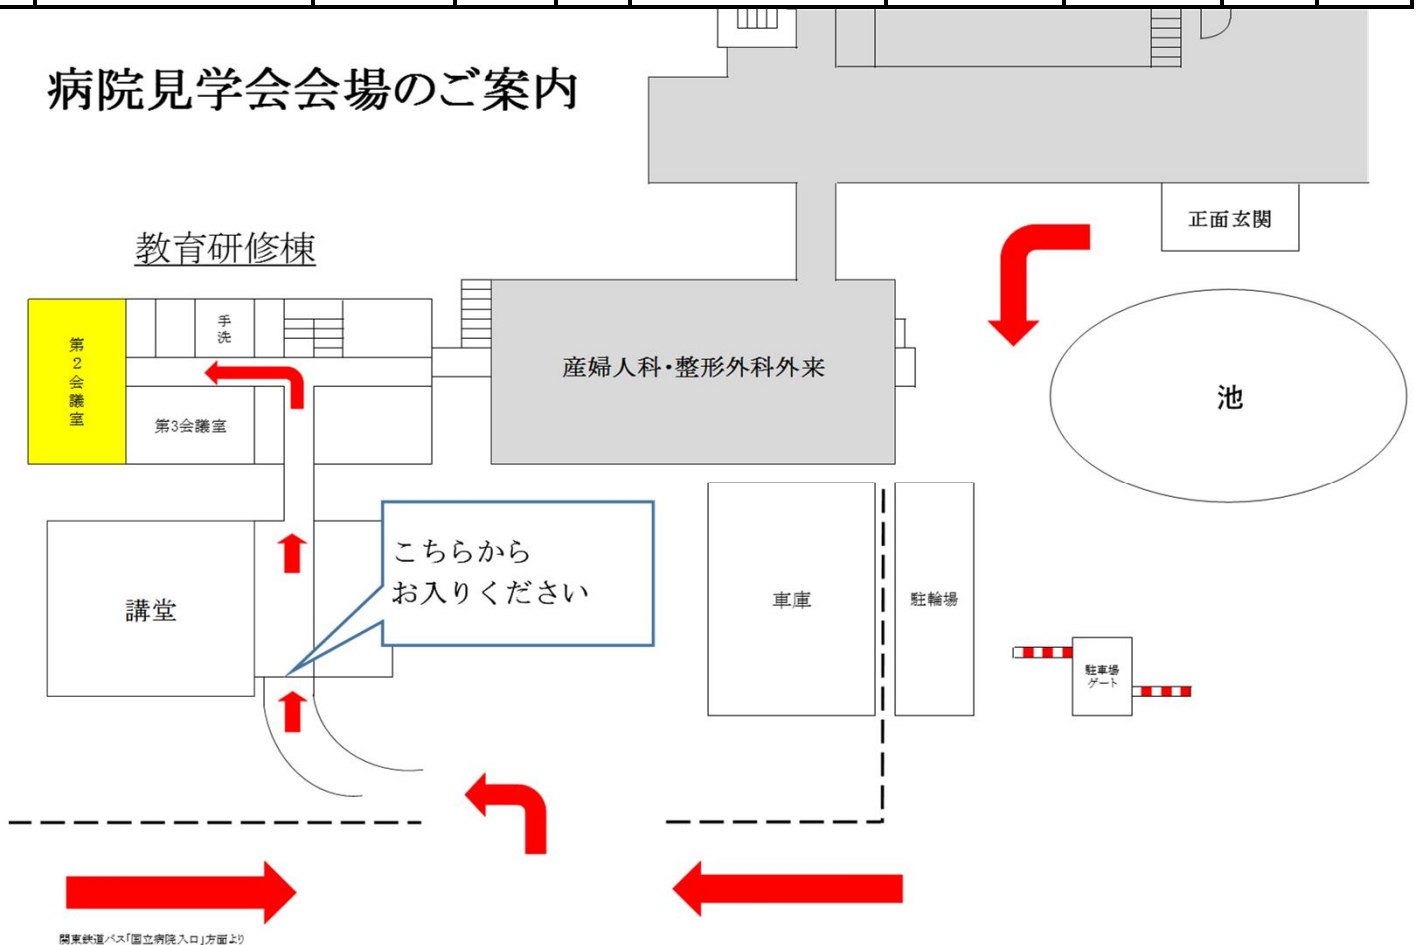 病院見学会会場のご案内
正面玄関
教育研修棟
手洗
第2会議室
産婦人科・整形外科外来
池
第3会議室
こちらから
お入りください
講堂
車庫
駐輪場
駐車場
ゲート
関東鉄道バス「国立病院入口」方面より